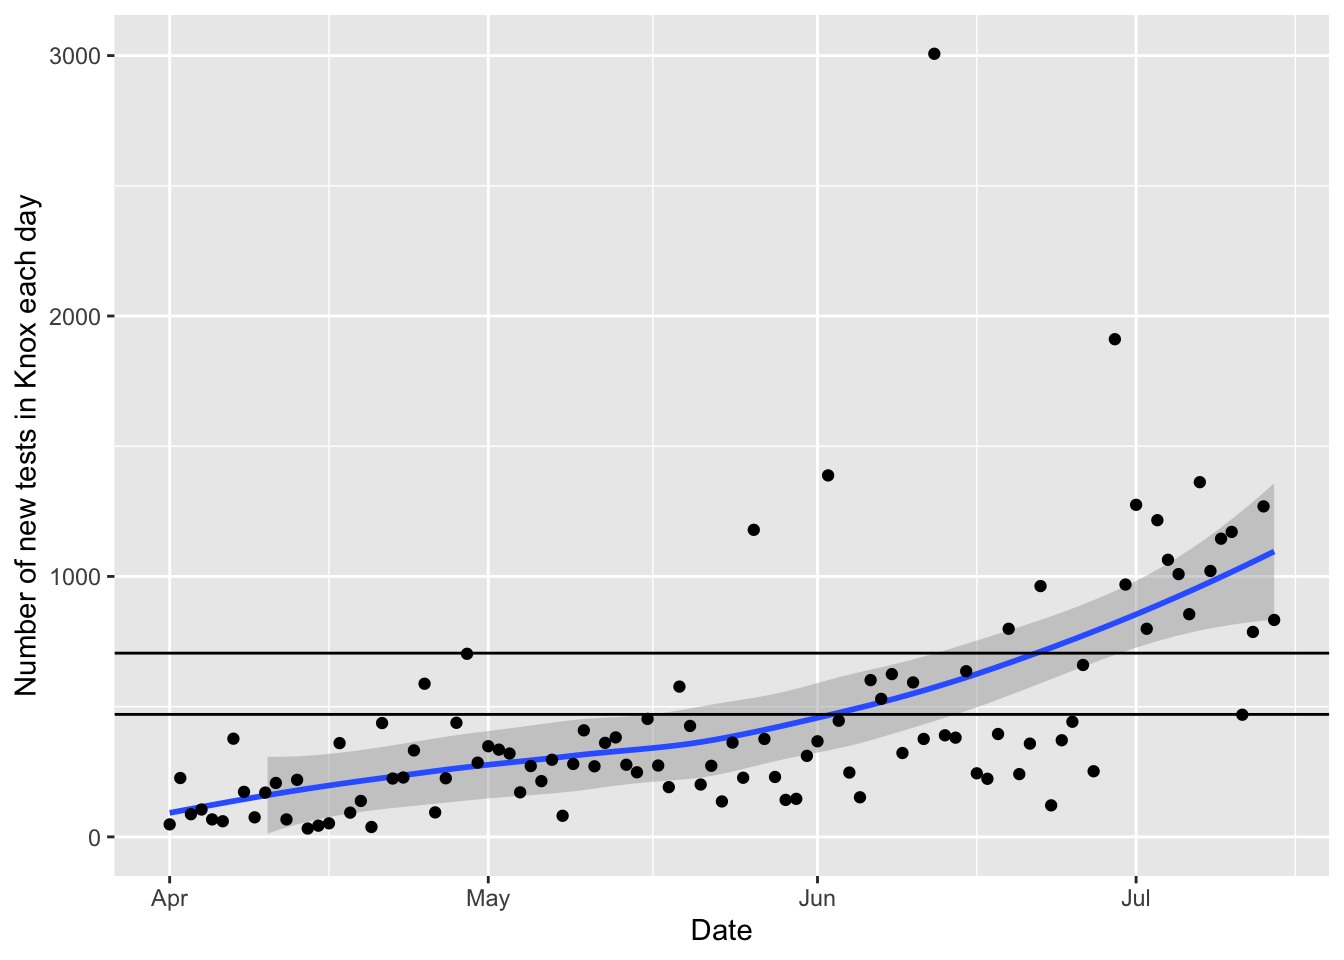 3000
2000
1000
0
Number of new tests in Knox each day
Apr
May
Jun
Jul
Date